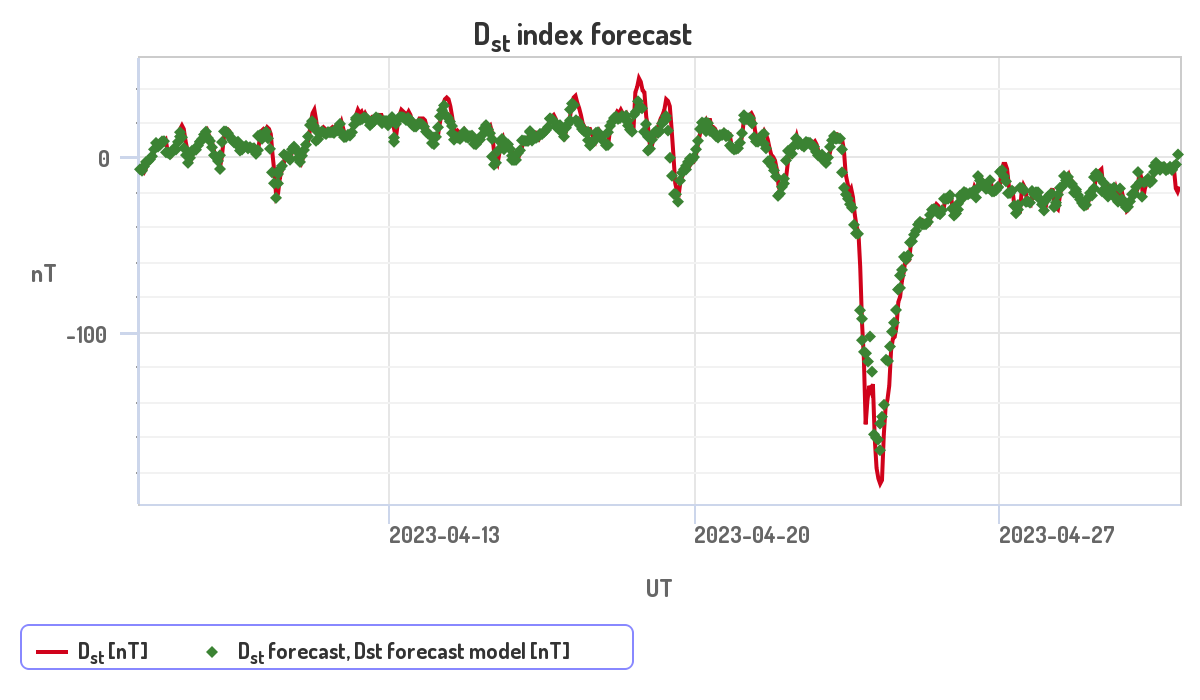 Dst index forecast
0
nT
-100
2023-04-13 2023-04-20 2023-04-27
UT
Dst [nT] Dst forecast, Dst forecast model [nT]